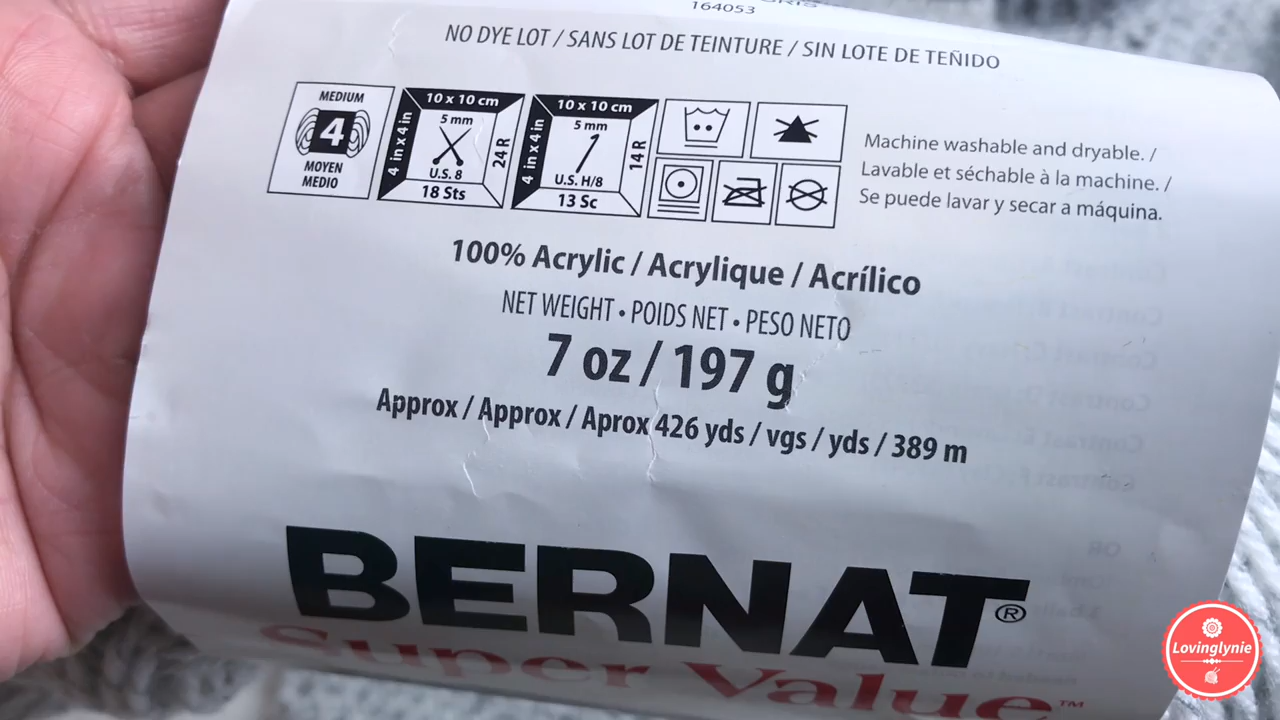 164053
NO DYE LOT / SANS LOT DE TEINTURE / SIN LOTE DE TEÑIDO
MEDIUM
4
MOYEN
MEDIO
10 x 10 cm
4 in x 4 in
5 mm
U.S. 8
24 R
18 Sts
10 x 10 cm
4 in x 4 in
5 mm
U.S. H/8
14 R
13 Sc
Machine washable and dryable. /
Lavable et séchable à la machine. /
Se puede lavar y secar a máquina.
100% Acrylic / Acrylique / Acrílico
NET WEIGHT • POIDS NET • PESO NETO
7 oz / 197 g
Approx / Approx / Aprox 426 yds / vgs / yds / 389 m
BERNAT®
Super Value™
Lovinglynie